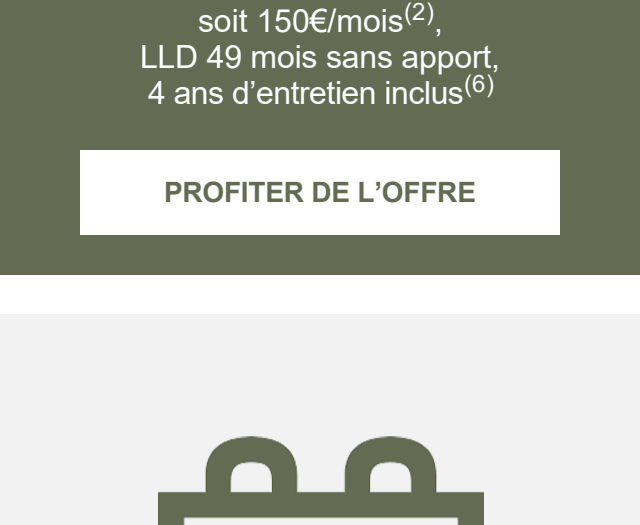 soit 150€/mois(2),
LLD 49 mois sans apport,
4 ans d’entretien inclus(6)
PROFITER DE L’OFFRE